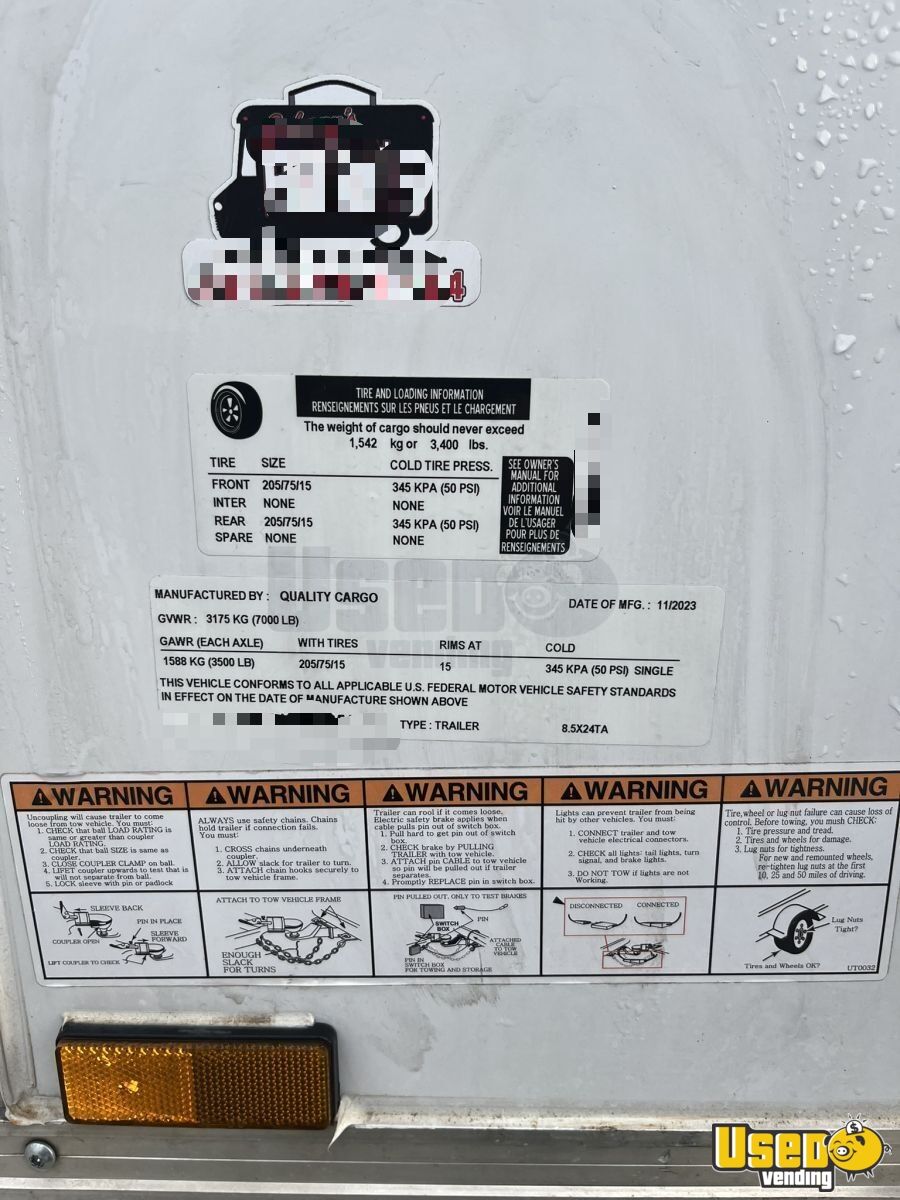 4
TIRE AND LOADING INFORMATION
RENSEIGNEMENTS SUR LES PNEUS ET LE CHARGEMENT
The weight of cargo should never exceed
1,542 kg or 3,400 lbs.
TIRE SIZE COLD TIRE PRESS.
FRONT 205/75/15 345 KPA (50 PSI)
INTER NONE NONE
REAR 205/75/15 345 KPA (50 PSI)
SPARE NONE NONE
SEE OWNER'S
MANUAL FOR
ADDITIONAL
INFORMATION
VOIR LE MANUEL
DE L'USAGER
POUR PLUS DE
RENSEIGNEMENTS
MANUFACTURED BY : QUALITY CARGO DATE OF MFG. : 11/2023
GVWR : 3175 KG (7000 LB)
GAWR (EACH AXLE) WITH TIRES RIMS AT COLD
1588 KG (3500 LB) 205/75/15 15 345 KPA (50 PSI) SINGLE
THIS VEHICLE CONFORMS TO ALL APPLICABLE U.S. FEDERAL MOTOR VEHICLE SAFETY STANDARDS
IN EFFECT ON THE DATE OF MANUFACTURE SHOWN ABOVE
TYPE : TRAILER 8.5X24TA
WARNING
Uncoupling will cause trailer to come
loose from tow vehicle. You must:
1. CHECK that ball LOAD RATING is
same or greater than coupler
LOAD RATING.
2. CHECK that ball SIZE is same as
coupler.
3. CLOSE COUPLER CLAMP on ball.
4. LIFT coupler upwards to test that is
will not separate from ball.
5. LOCK sleeve with pin or padlock
SLEEVE BACK
PIN IN PLACE
COUPLER OPEN
SLEEVE
FORWARD
LIFT COUPLER TO CHECK
WARNING
ALWAYS use safety chains. Chains
hold trailer if connection fails.
You must:
1. CROSS chains underneath
coupler.
2. ALLOW slack for trailer to turn.
3. ATTACH chain hooks securely to
tow vehicle frame.
ATTACH TO TOW VEHICLE FRAME
ENOUGH
SLACK
FOR TURNS
WARNING
Trailer can rool if it comes loose.
Electric safety brake applies when
cable pulls pin out of switch box.
1. Pull hard to get pin out of switch
box.
2. CHECK brake by PULLING
TRAILER with tow vehicle.
3. ATTACH pin CABLE to tow vehicle
so pin will be pulled out if trailer
separates.
4. Promptly REPLACE pin in switch box.
PIN PULLED OUT. ONLY TO TEST BRAKES
SWITCH
BOX
PIN
ATTACHED
CABLE
TO TOW
VEHICLE
PIN IN
SWITCH BOX
FOR TOWING AND STORAGE
WARNING
Lights can prevent trailer from being
hit by other vehicles. You must:
1. CONNECT trailer and tow
vehicle electrical connectors.
2. CHECK all lights: tail lights, turn
signal, and brake lights.
3. DO NOT TOW if lights are not
Working.
DISCONNECTED CONNECTED
WARNING
Tire, wheel or lug nut failure can cause loss of
control. Before towing, you must CHECK:
1. Tire pressure and tread.
2. Tires and wheels for damage.
3. Lug nuts for tightness.
For new and remounted wheels,
re-tighten lug nuts at the first
10, 25 and 50 miles of driving.
Lug Nuts
Tight?
Tires and Wheels OK?
UT0032
Used
vending
Used
vending